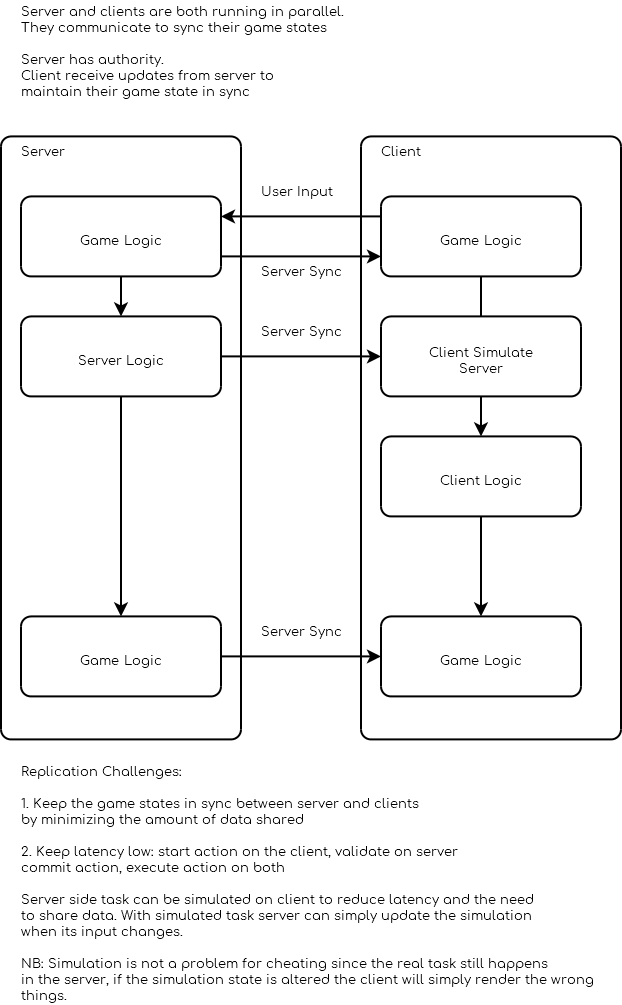 Server and clients are both running in parallel.
They communicate to sync their game states
Server has authority.
Client receive updates from server to
maintain their game state in sync
Server
Client
User Input
Game Logic
Game Logic
Server Sync
Server Sync
Server Logic
Client Simulate
Server
Client Logic
Server Sync
Game Logic
Game Logic
Replication Challenges:
1. Keep the game states in sync between server and clients
by minimizing the amount of data shared
2. Keep latency low: start action on the client, validate on server
commit action, execute action on both
Server side task can be simulated on client to reduce latency and the need
to share data. With simulated task server can simply update the simulation
when its input changes.
NB: Simulation is not a problem for cheating since the real task still happens
in the server, if the simulation state is altered the client will simply render the wrong
things.